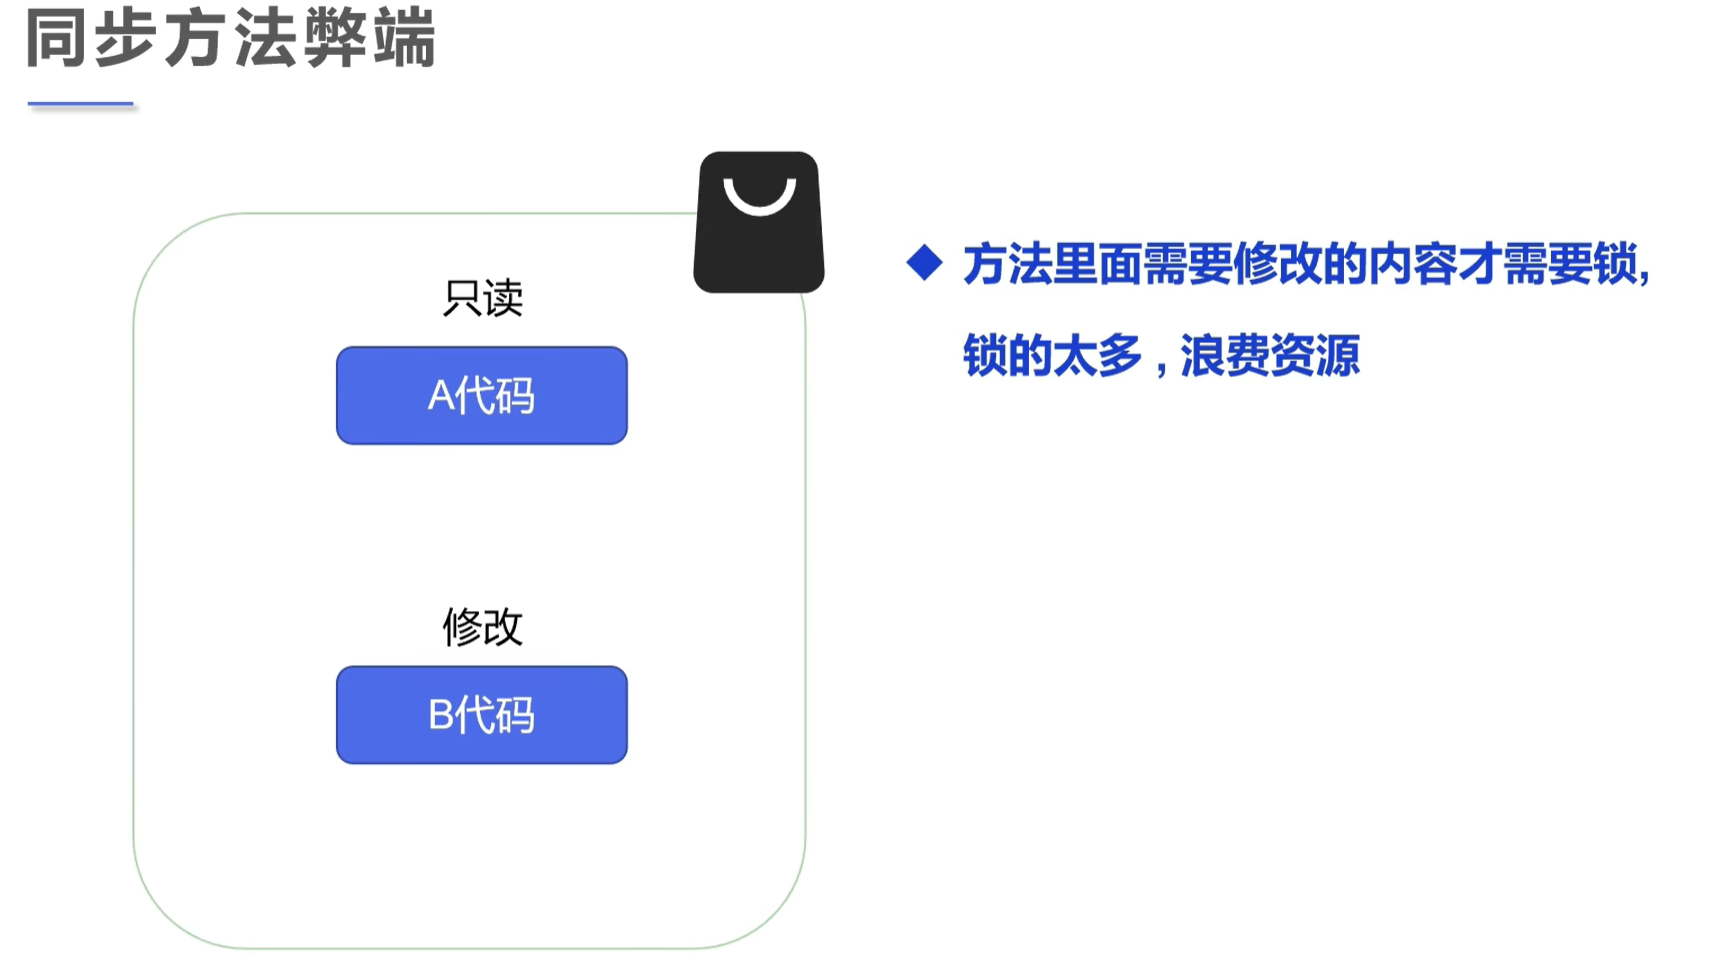 同步方法弊端
只读
A代码
修改
B代码
方法里面需要修改的内容才需要锁,
锁的太多 , 浪费资源